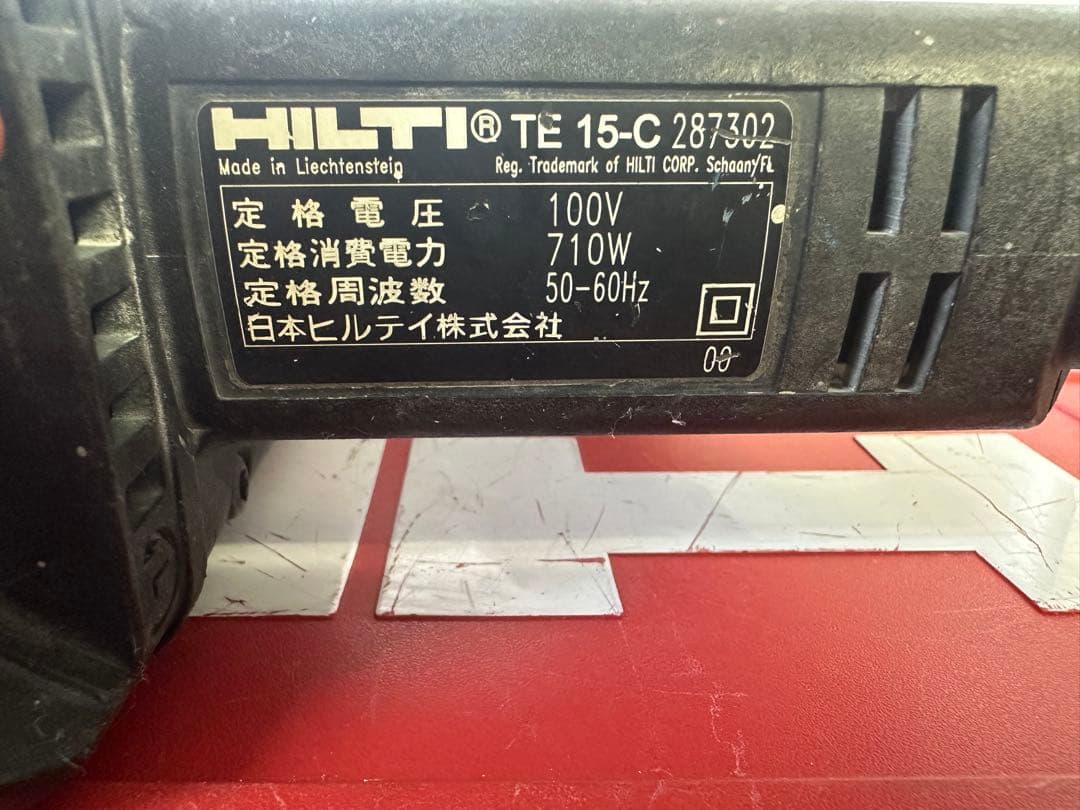 HILTI® TE 15-C 287302
Made in Liechtenstein Reg. Trademark of HILTI CORP. Schaan/FL
定格電圧 100V
定格消費電力 710W
定格周波数 50-60Hz
日本ヒルテイ株式会社
00